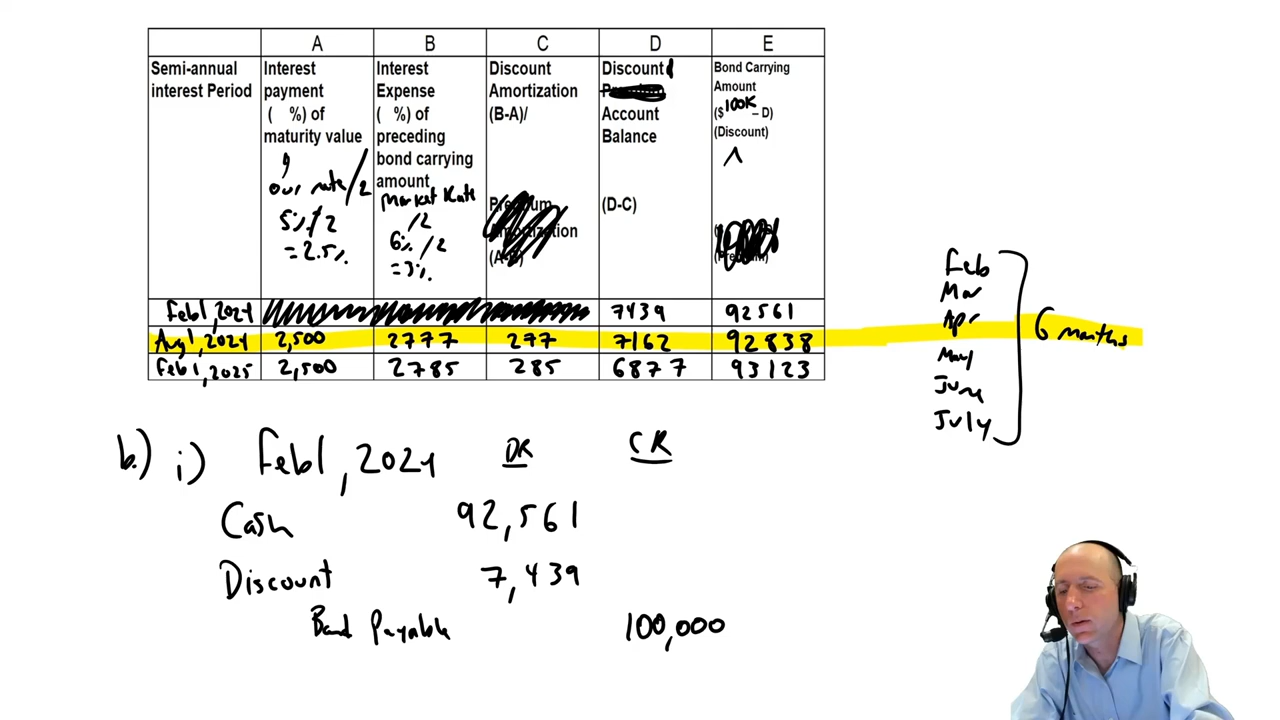 A B C D E
Semi-annual interest Period
Interest payment ( %) of maturity value
our rate/2
5%/2
= 2.5%
Interest Expense ( %) of preceding bond carrying amount
Market Rate
/2
6%/2
= 3%
Discount Amortization (B-A)/
Discount
Account Balance
(D-C)
Bond Carrying Amount ($100K – D) (Discount)
Feb 1, 2024 7439 92561
Aug 1, 2024 2,500 2777 277 7162 92838
Feb 1, 2025 2,500 2785 285 6877 93123
Feb
Mar
Apr
May
June
July
6 months
b.) i) Feb 1, 2024 DR CR
Cash 92,561
Discount 7,439
Bond Payable 100,000